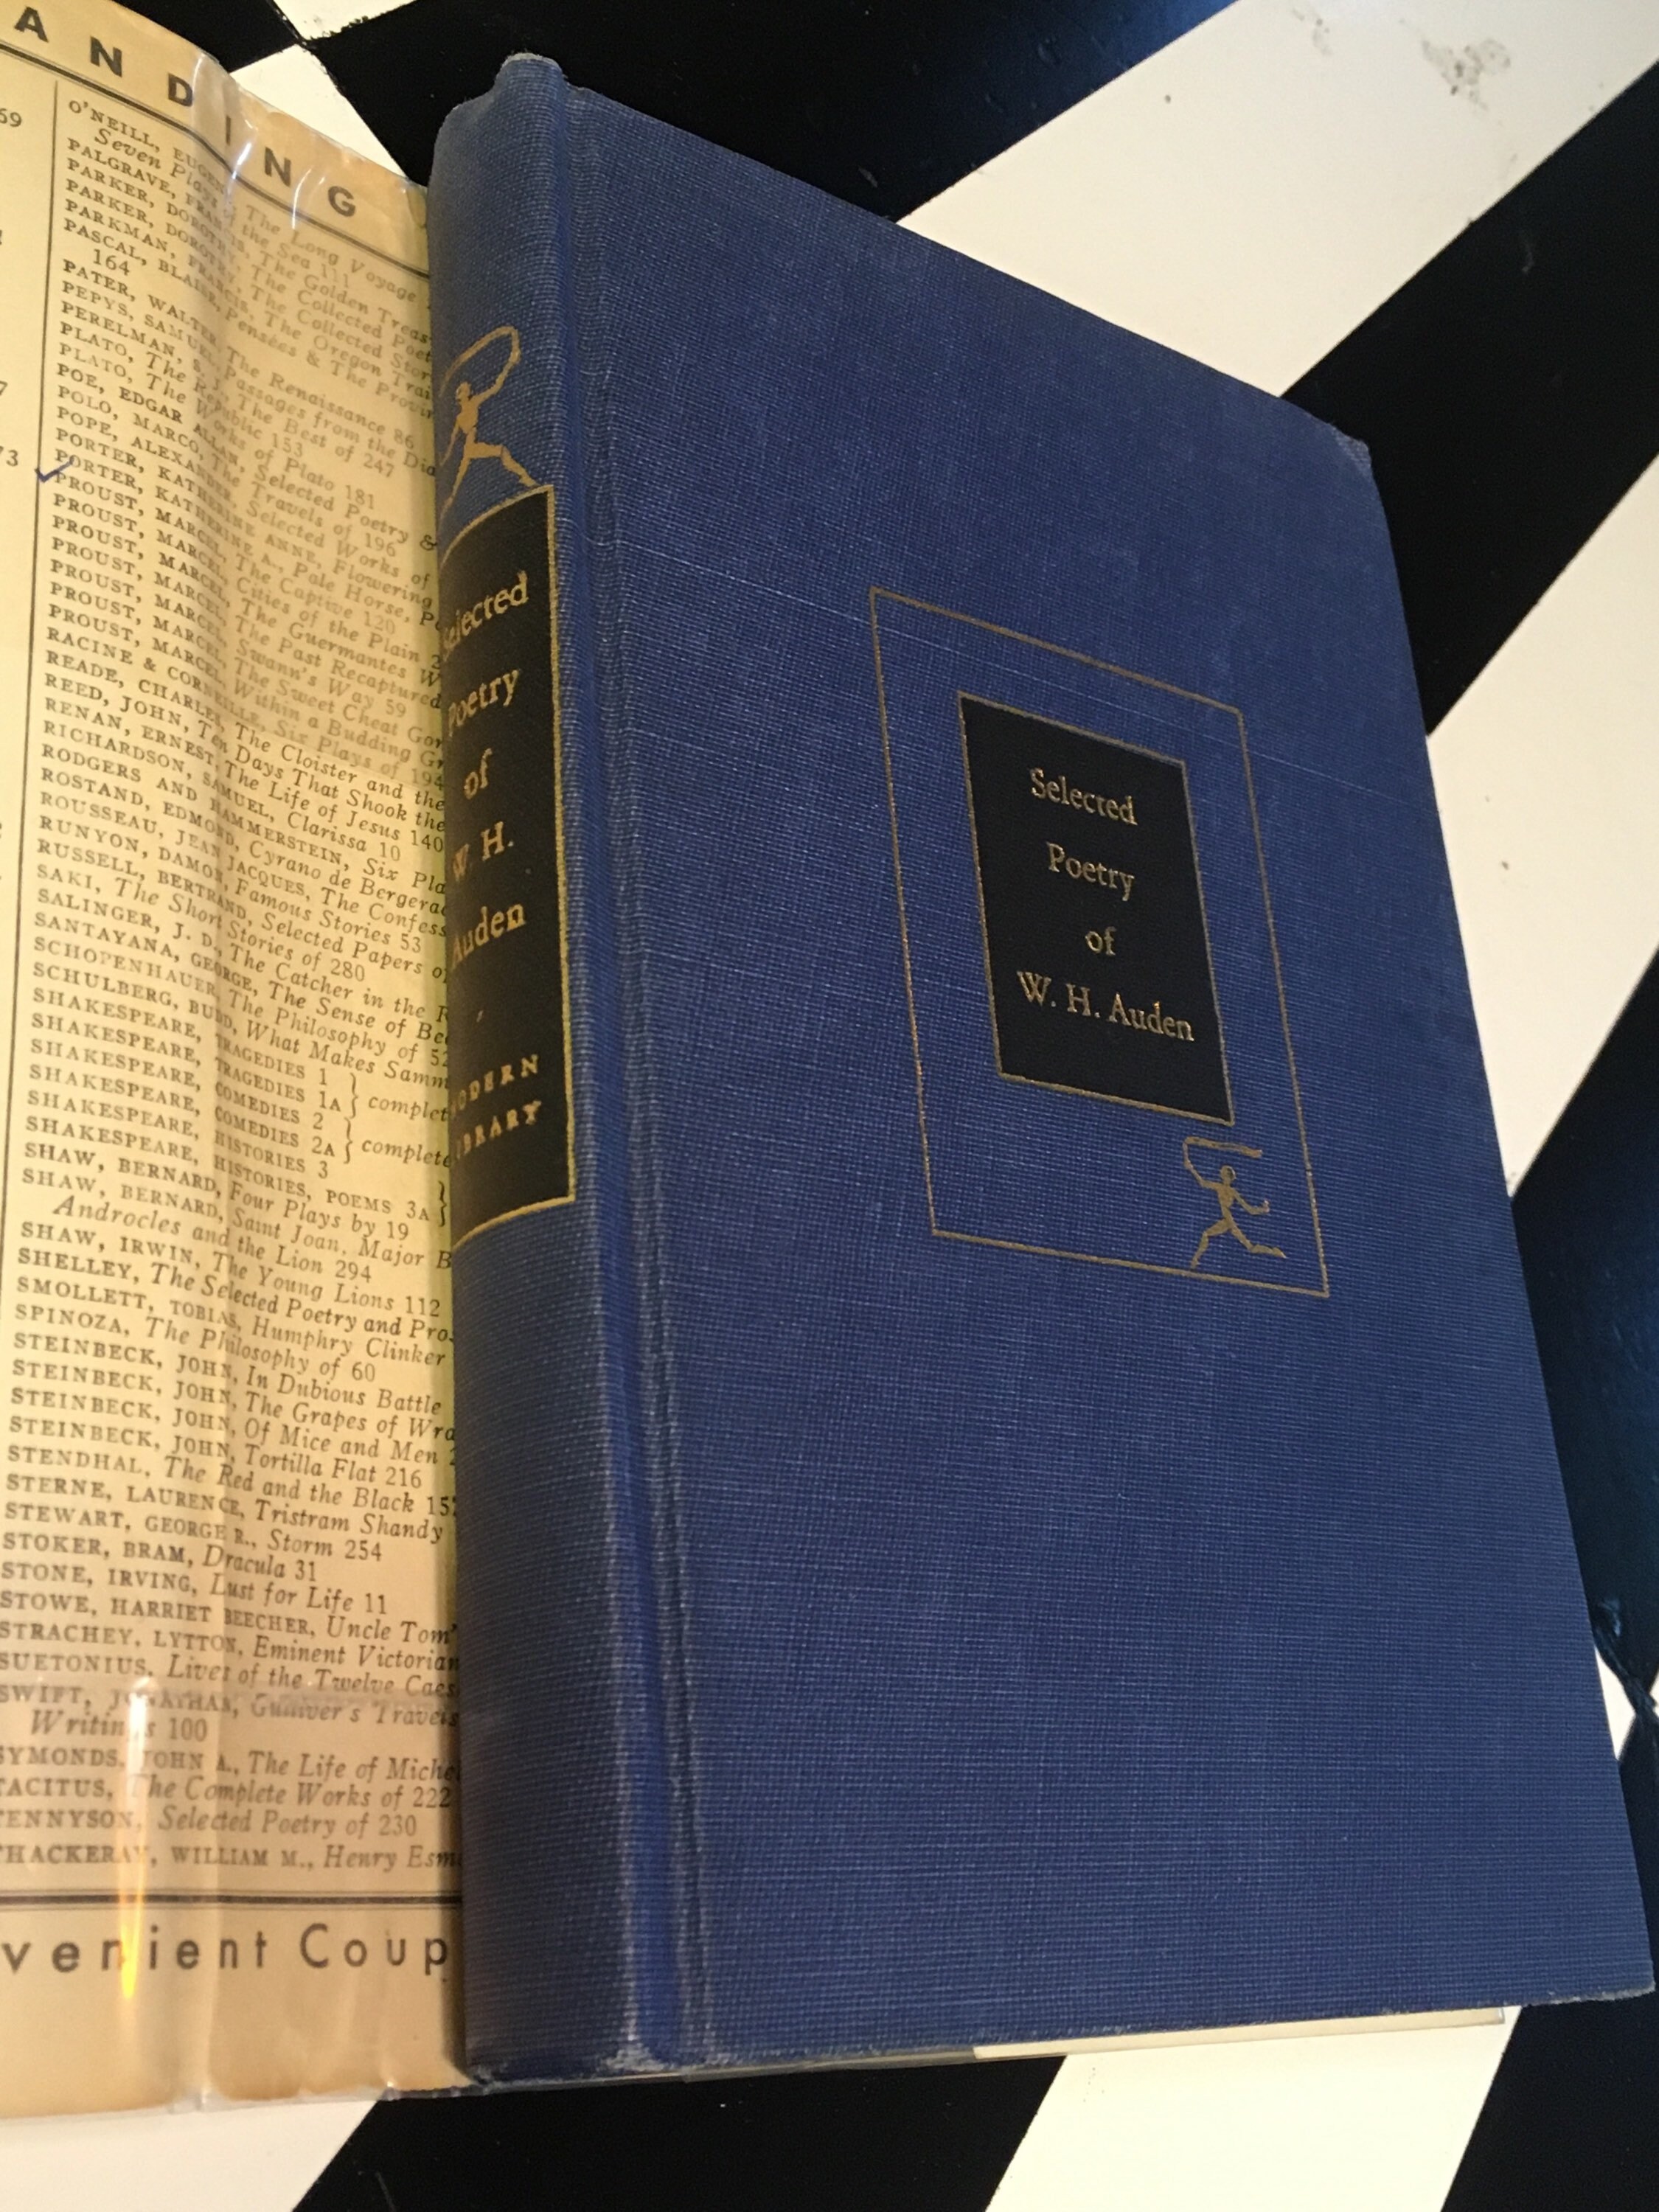 ANDING
69
O'NEILL, EUGENE, The Long Voyage
Seven Plays of the Sea 111
PALGRAVE, FRANCIS, The Golden Treas
PARKER, DOROTHY, The Collected Poet
PARKER, DOROTHY, The Collected Stor
PARKMAN, FRANCIS, The Oregon Trai
PASCAL, BLAISE, Pensées & The Provin
164
PATER, WALTER, The Renaissance 86
PEPYS, SAMUEL, Passages from the Dia
PERELMAN, S. J., The Best of 247
PLATO, The Republic 153
PLATO, The Works of Plato 181
POE, EDGAR ALLAN, Selected Poetry &
POLO, MARCO, The Travels of 196
POPE, ALEXANDER, Selected Works of
PORTER, KATHERINE ANNE, Flowering
73
PORTER, KATHERINE A., Pale Horse, P
PROUST, MARCEL, The Captive 120
PROUST, MARCEL, Cities of the Plain 2
PROUST, MARCEL, The Guermantes W
PROUST, MARCEL, The Past Recaptured
PROUST, MARCEL, Swann's Way 59
PROUST, MARCEL, The Sweet Cheat Gon
PROUST, MARCEL, Within a Budding Gr
RACINE & CORNEILLE, Six Plays of 194
READE, CHARLES, The Cloister and the
REED, JOHN, Ten Days That Shook the
RENAN, ERNEST, The Life of Jesus 140
RICHARDSON, SAMUEL, Clarissa 10
RODGERS AND HAMMERSTEIN, Six Pla
ROSTAND, EDMOND, Cyrano de Bergerac
ROUSSEAU, JEAN JACQUES, The Confess
RUNYON, DAMON, Famous Stories 53
RUSSELL, BERTRAND, Selected Papers o
SAKI, The Short Stories of 280
SALINGER, J. D., The Catcher in the R
SANTAYANA, GEORGE, The Sense of Be
SCHOPENHAUER, The Philosophy of 52
SCHULBERG, BUDD, What Makes Samm
SHAKESPEARE, TRAGEDIES 1
SHAKESPEARE, TRAGEDIES 1A } complet
SHAKESPEARE, COMEDIES 2
SHAKESPEARE, COMEDIES 2A } complete
SHAKESPEARE, HISTORIES 3
SHAKESPEARE, HISTORIES, POEMS 3A }
SHAW, BERNARD, Four Plays by 19
SHAW, BERNARD, Saint Joan, Major B
Androcles and the Lion 294
SHAW, IRWIN, The Young Lions 112
SHELLEY, The Selected Poetry and Pro
SMOLLETT, TOBIAS, Humphry Clinker
SPINOZA, The Philosophy of 60
STEINBECK, JOHN, In Dubious Battle
STEINBECK, JOHN, The Grapes of Wra
STEINBECK, JOHN, Of Mice and Men 2
STEINBECK, JOHN, Tortilla Flat 216
STENDHAL, The Red and the Black 157
STERNE, LAURENCE, Tristram Shandy
STEWART, GEORGE R., Storm 254
STOKER, BRAM, Dracula 31
STONE, IRVING, Lust for Life 11
STOWE, HARRIET BEECHER, Uncle Tom'
STRACHEY, LYTTON, Eminent Victorian
SUETONIUS, Lives of the Twelve Caes
SWIFT, JONATHAN, Gulliver's Travels
Writings 100
SYMONDS, JOHN A., The Life of Miche
TACITUS, The Complete Works of 222
TENNYSON, Selected Poetry of 230
THACKERAY, WILLIAM M., Henry Esm
venient Coup
Selected
Poetry
of
W. H.
Auden
MODERN
LIBRARY
Selected
Poetry
of
W. H. Auden